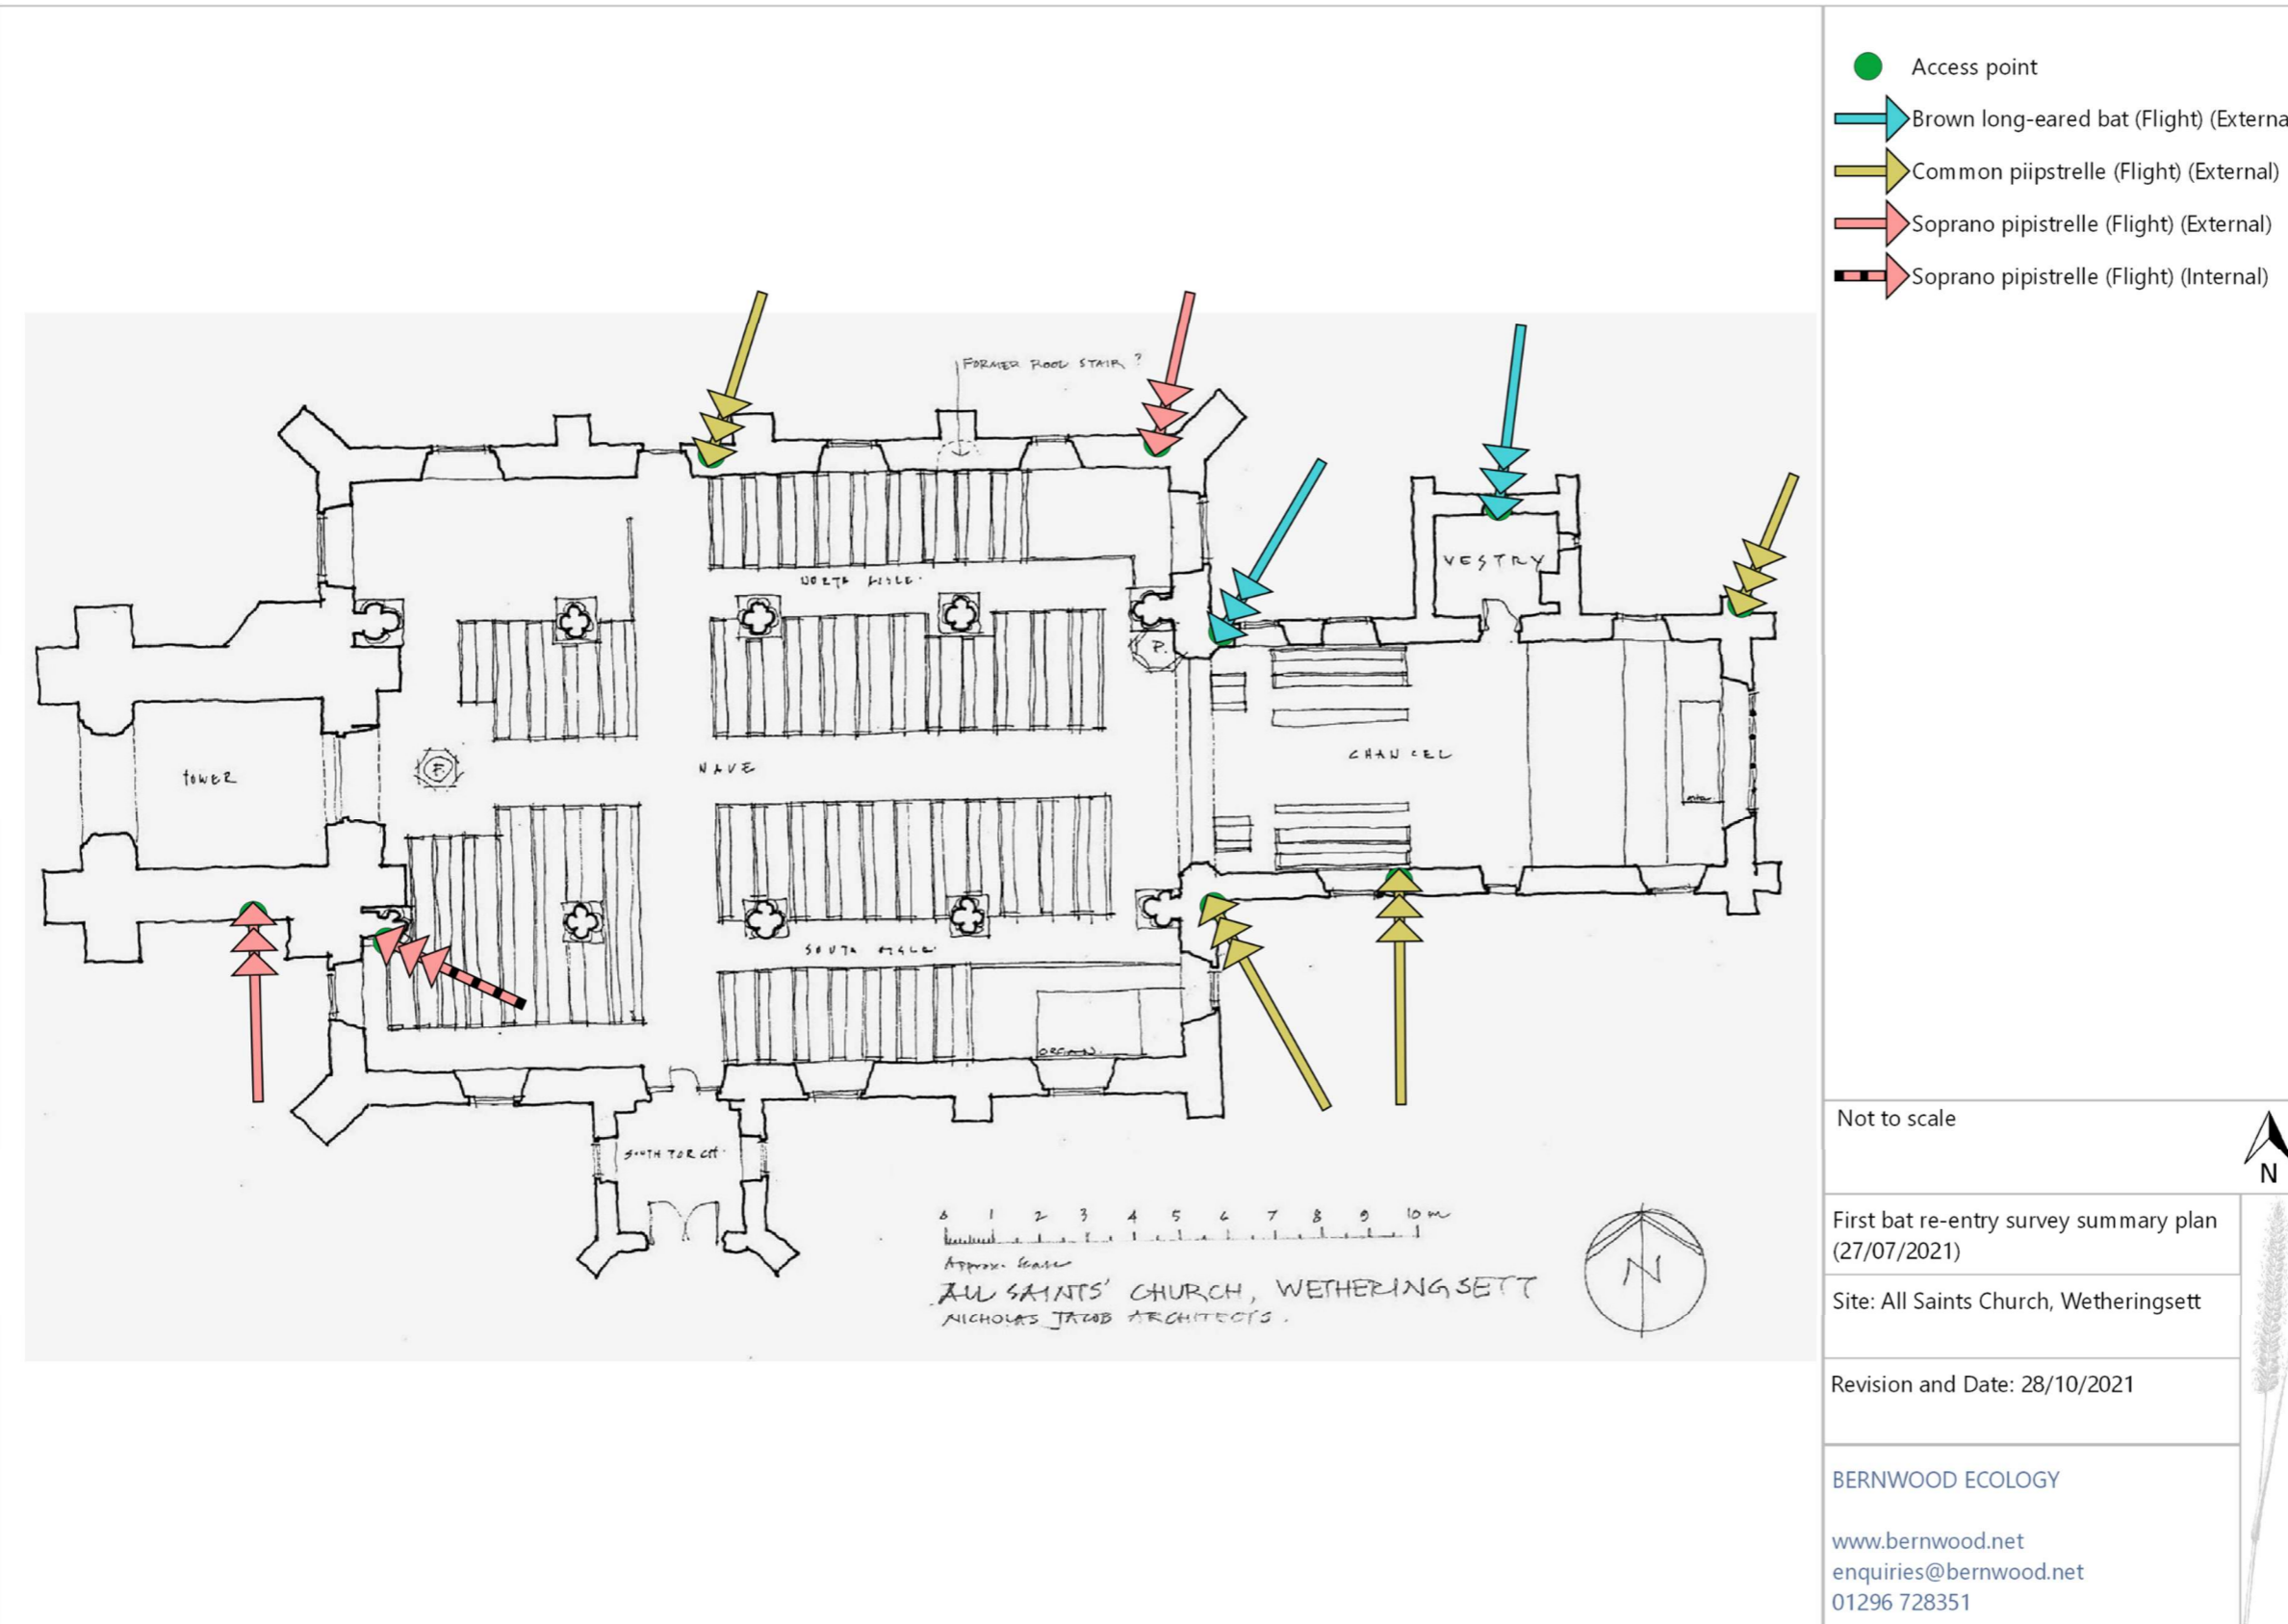 Access point
Brown long-eared bat (Flight) (Externa
Common piipstrelle (Flight) (External)
Soprano pipistrelle (Flight) (External)
Soprano pipistrelle (Flight) (Internal)
FORMER ROOD STAIR ?
VESTRY
NORTH AISLE.
P.
CHANCEL
TOWER
F.
NAVE
SOUTH AISLE.
ORGAN.
SOUTH PORCH.
0 1 2 3 4 5 6 7 8 9 10 m
Approx. Scale
ALL SAINTS' CHURCH, WETHERINGSETT
NICHOLAS JACOB ARCHITECTS.
N
Not to scale
N
First bat re-entry survey summary plan
(27/07/2021)
Site: All Saints Church, Wetheringsett
Revision and Date: 28/10/2021
BERNWOOD ECOLOGY
www.bernwood.net
enquiries@bernwood.net
01296 728351